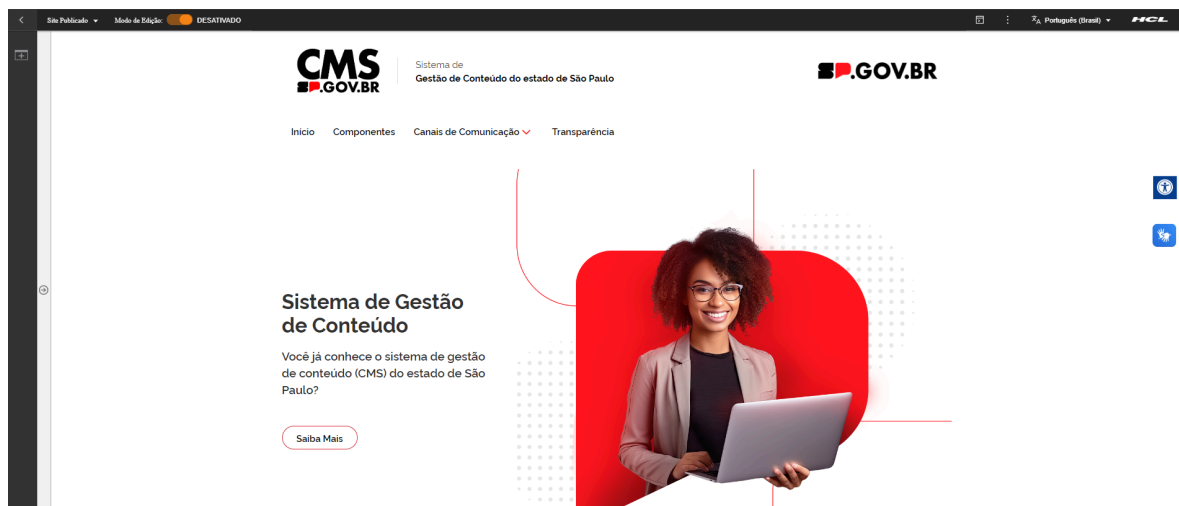 Site Publicado
Modo de Edição:
DESATIVADO
Português (Brasil)
HCL
CMS
SP.GOV.BR
Sistema de
Gestão de Conteúdo do estado de São Paulo
SP.GOV.BR
Início
Componentes
Canais de Comunicação
Transparência
Sistema de Gestão
de Conteúdo
Você já conhece o sistema de gestão
de conteúdo (CMS) do estado de São
Paulo?
Saiba Mais